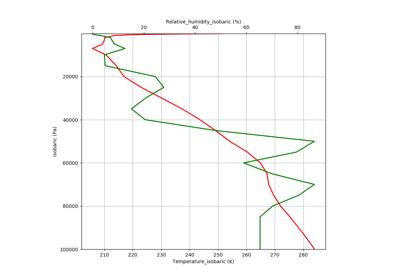 Relative_humidity_isobaric (%)
0 20 40 60 80
20000
40000
60000
80000
100000
Isobaric (Pa)
210 220 230 240 250 260 270 280
Temperature_isobaric (K)